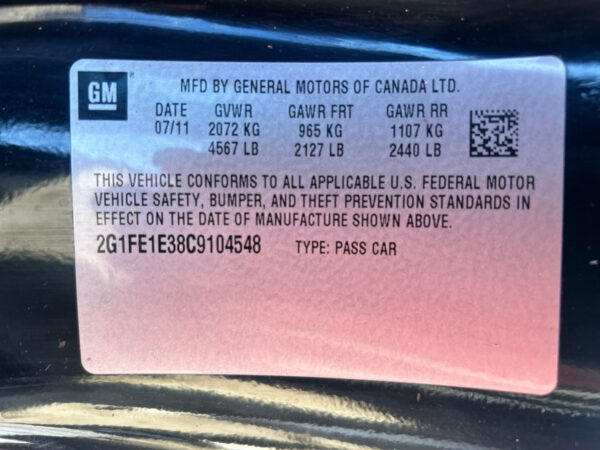 GM
MFD BY GENERAL MOTORS OF CANADA LTD.
DATE GVWR GAWR FRT GAWR RR
07/11 2072 KG 965 KG 1107 KG
4567 LB 2127 LB 2440 LB
THIS VEHICLE CONFORMS TO ALL APPLICABLE U.S. FEDERAL MOTOR
VEHICLE SAFETY, BUMPER, AND THEFT PREVENTION STANDARDS IN
EFFECT ON THE DATE OF MANUFACTURE SHOWN ABOVE.
2G1FE1E38C9104548 TYPE: PASS CAR